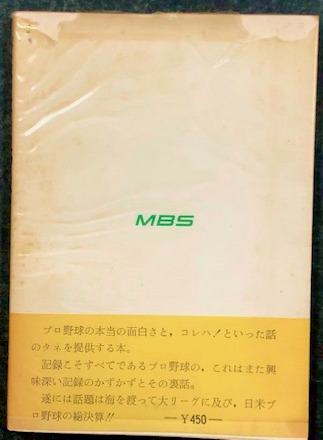 MBS
プロ野球の本当の面白さと，コレハ！といった話
のタネを提供する本。
記録こそすべてであるプロ野球の，これはまた興
味深い記録のかずかずとその裏話。
遂には話題は海を渡って大リーグに及び，日米プ
ロ野球の総決算！！ ―￥450―